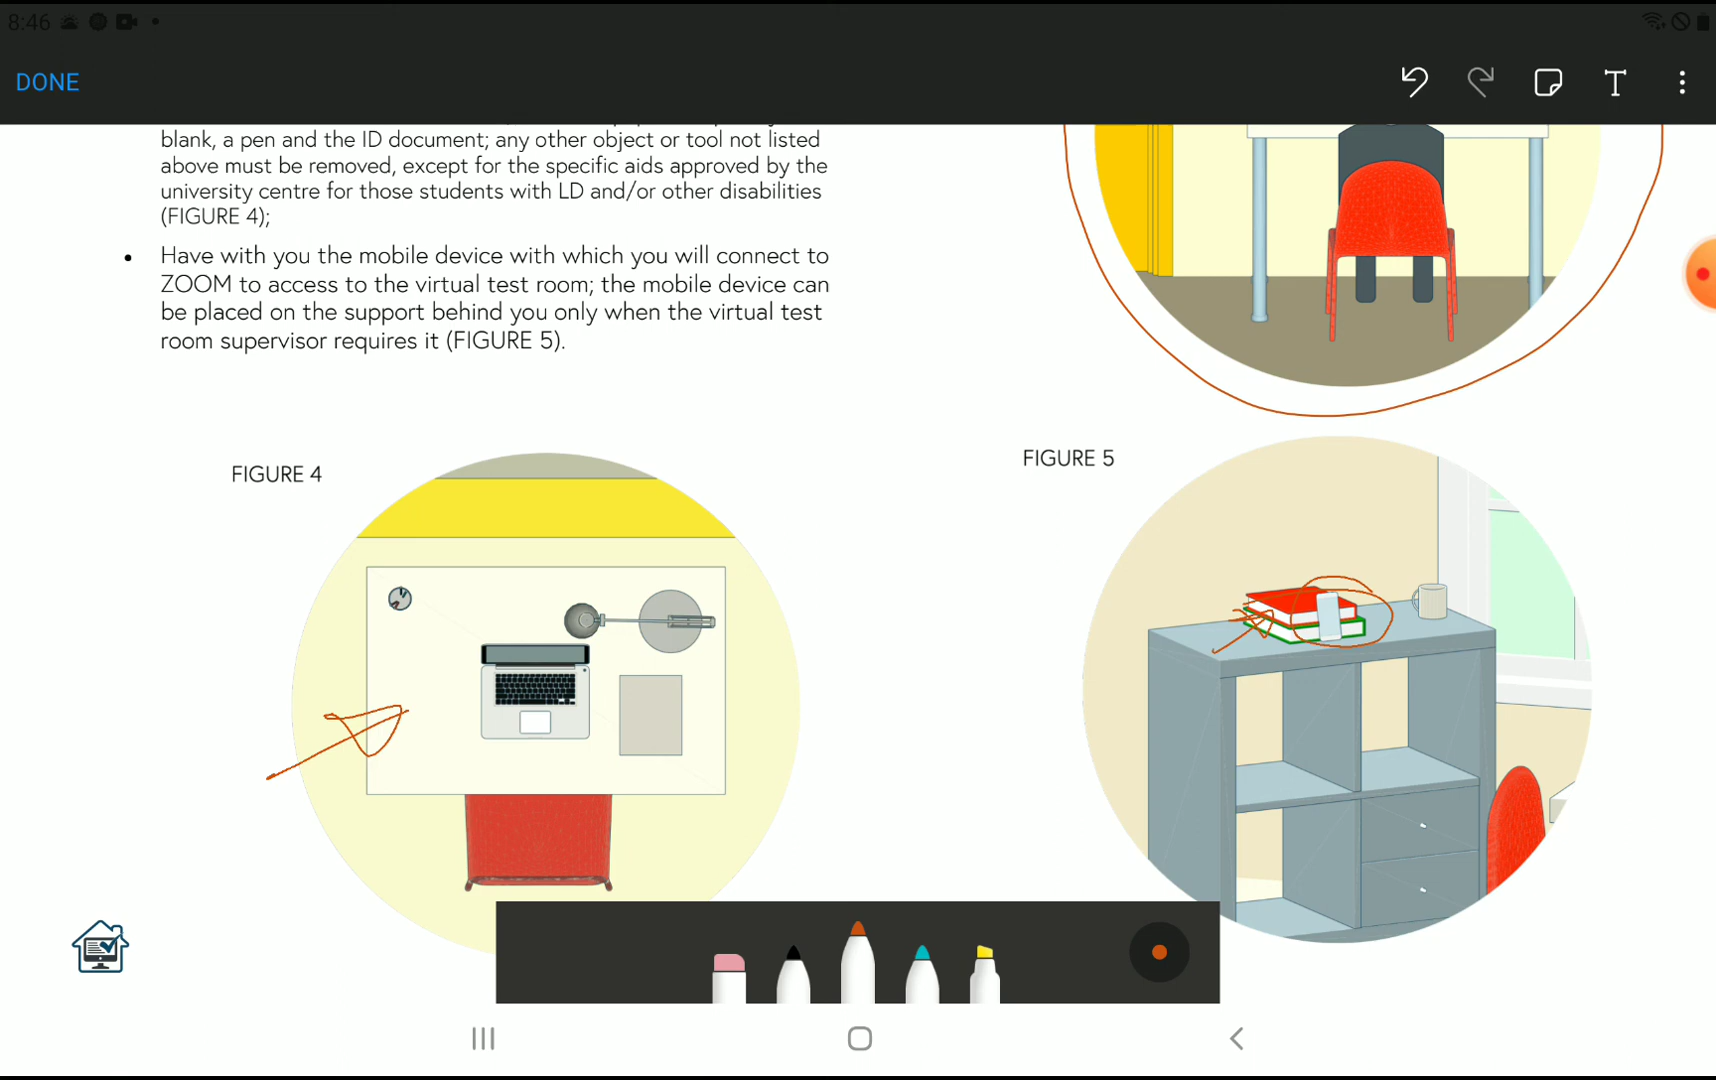 8:46
DONE
T
blank, a pen and the ID document; any other object or tool not listed
above must be removed, except for the specific aids approved by the
university centre for those students with LD and/or other disabilities
(FIGURE 4);
• Have with you the mobile device with which you will connect to
ZOOM to access to the virtual test room; the mobile device can
be placed on the support behind you only when the virtual test
room supervisor requires it (FIGURE 5).
FIGURE 4
FIGURE 5